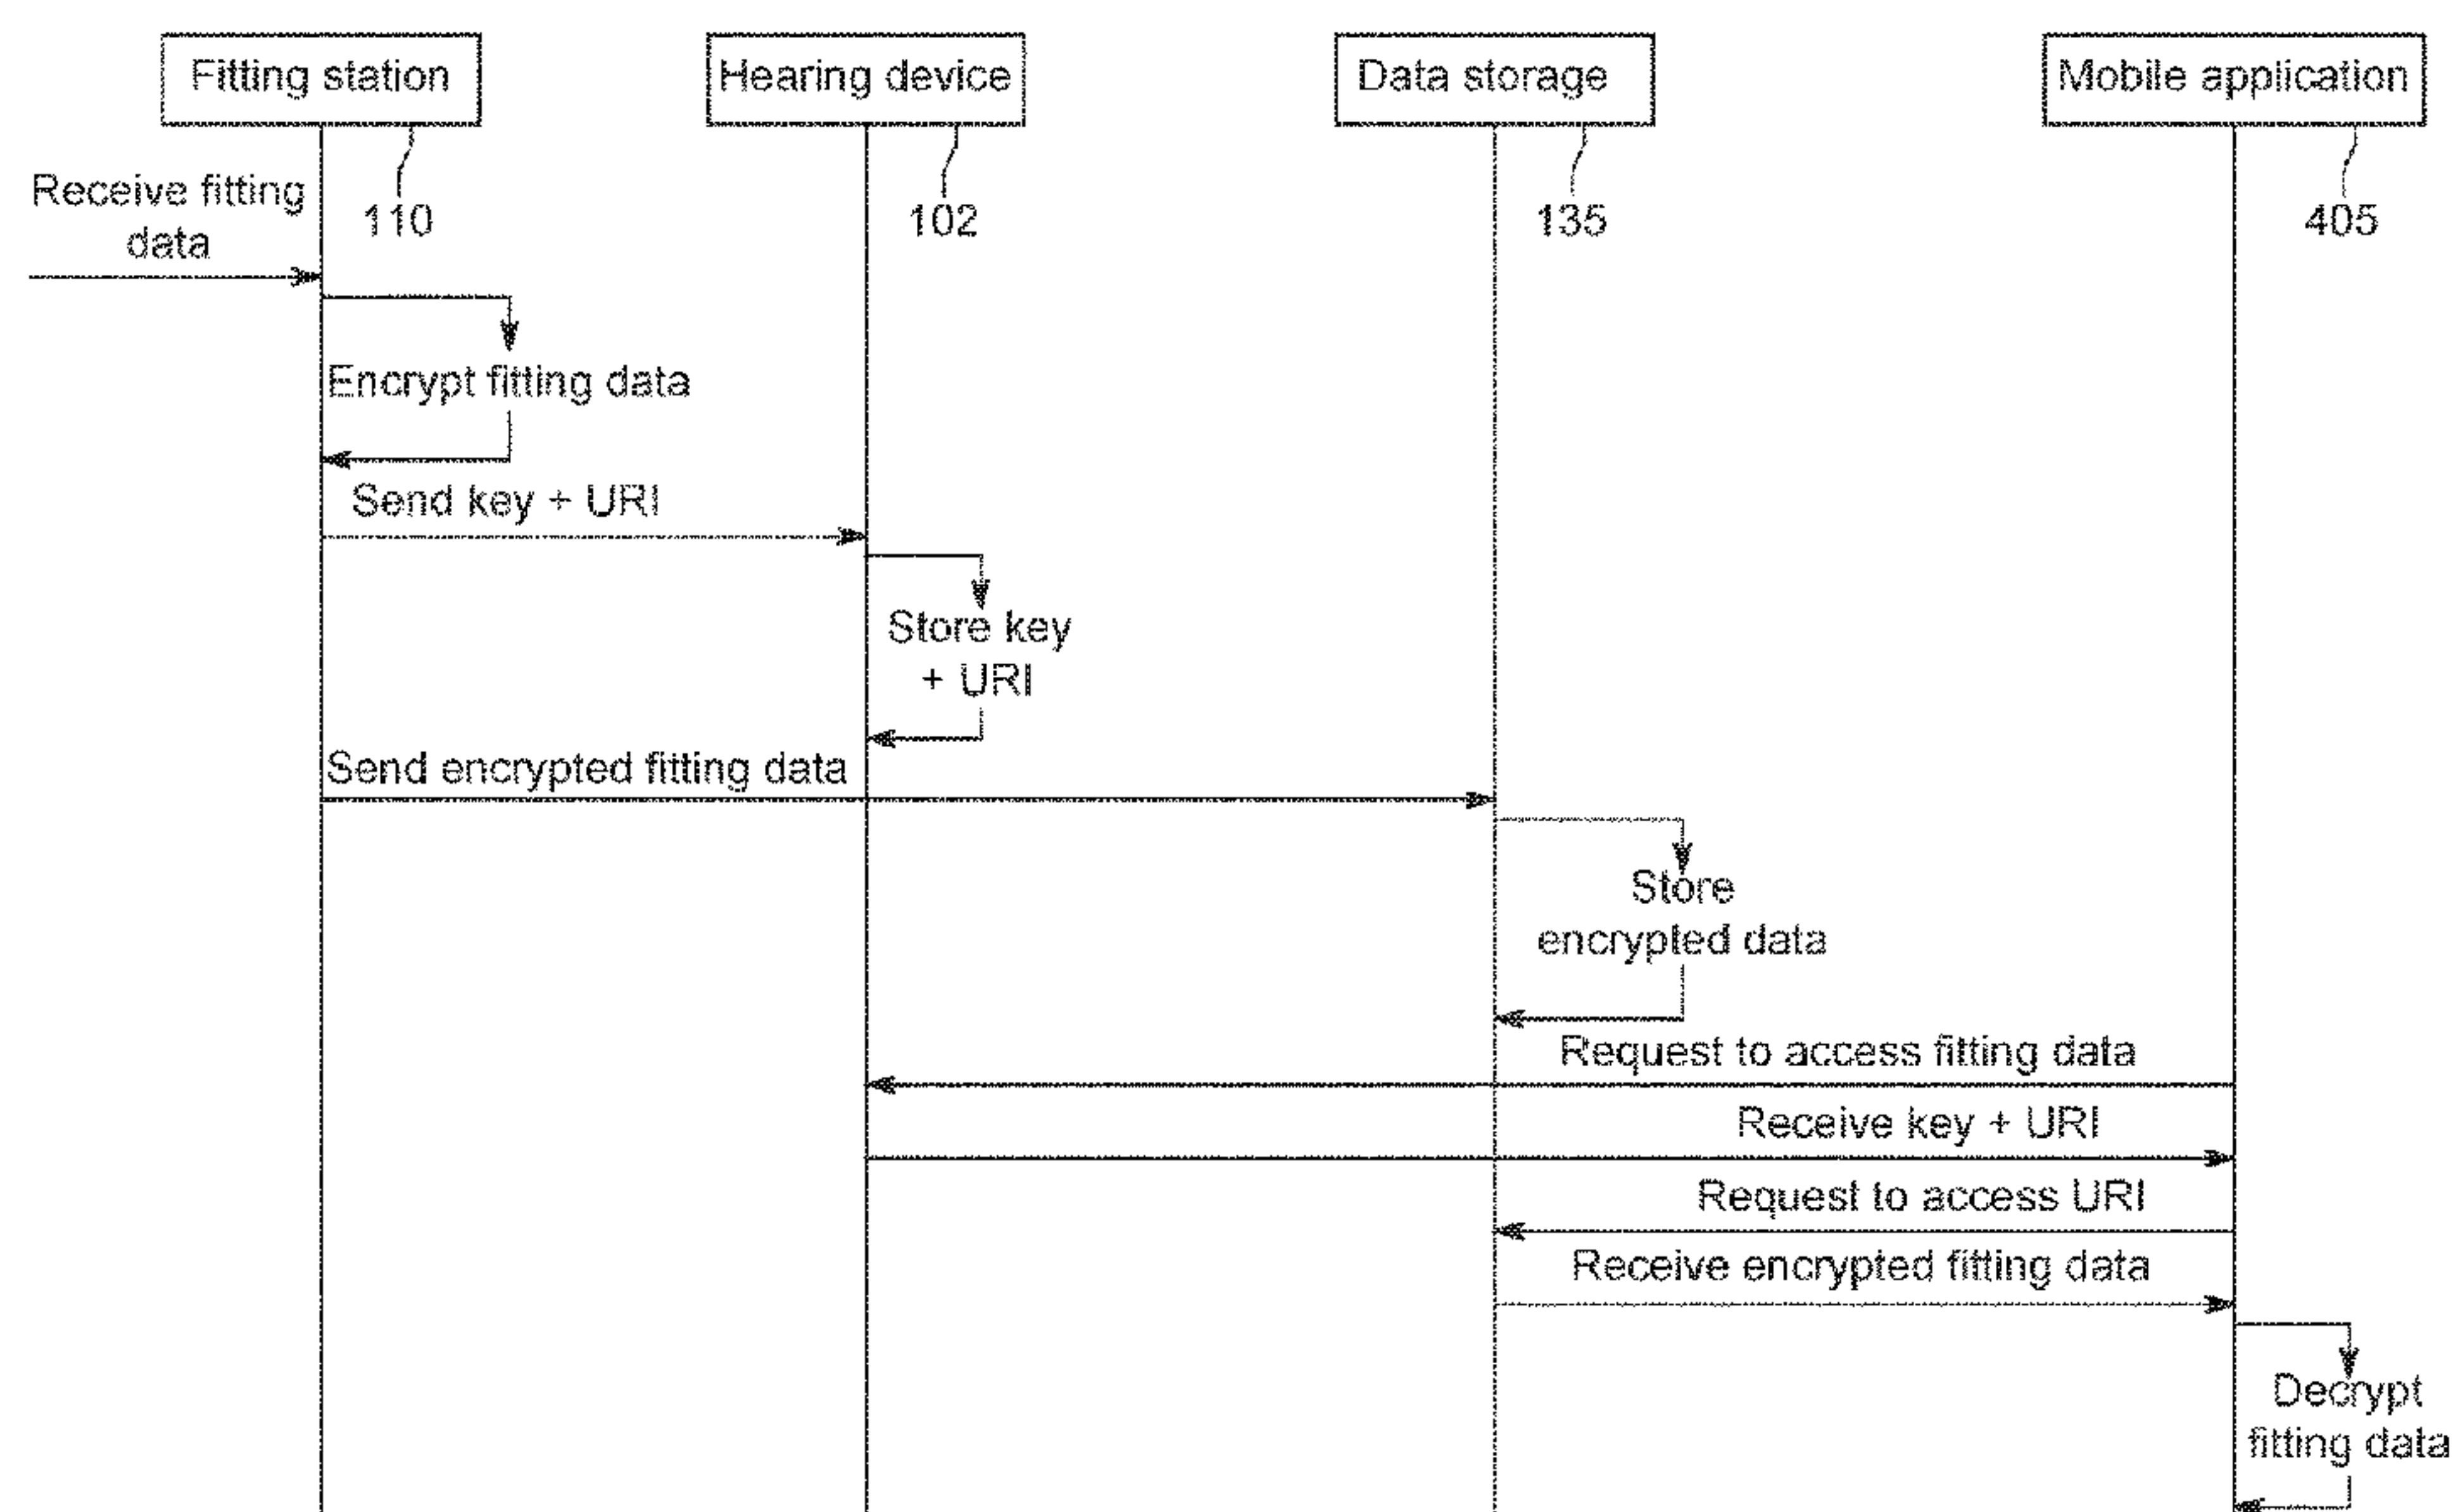 Fitting station
Hearing device
Data storage
Mobile application
110
102
135
405
Receive fitting
data
Encrypt fitting data
Send key + URI
Store key
+ URI
Send encrypted fitting data
Store
encrypted data
Request to access fitting data
Receive key + URI
Request to access URI
Receive encrypted fitting data
Decrypt
fitting data